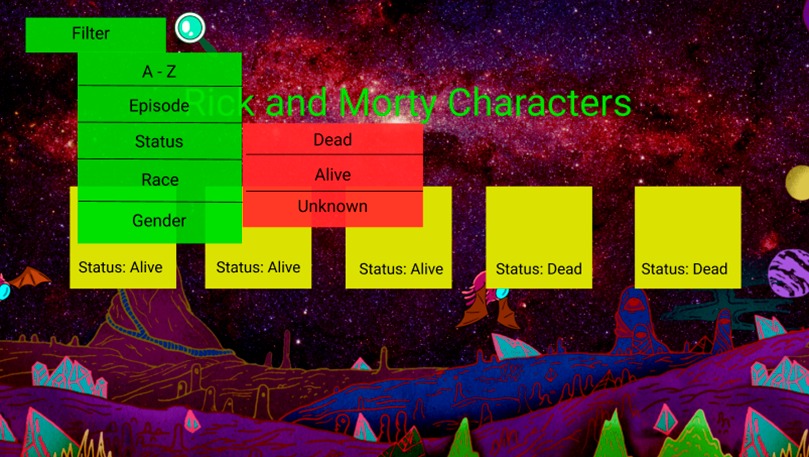 Filter
A - Z
Rick and Morty Characters
Episode
Status
Race
Gender
Dead
Alive
Unknown
Status: Alive
Status: Alive
Status: Alive
Status: Dead
Status: Dead